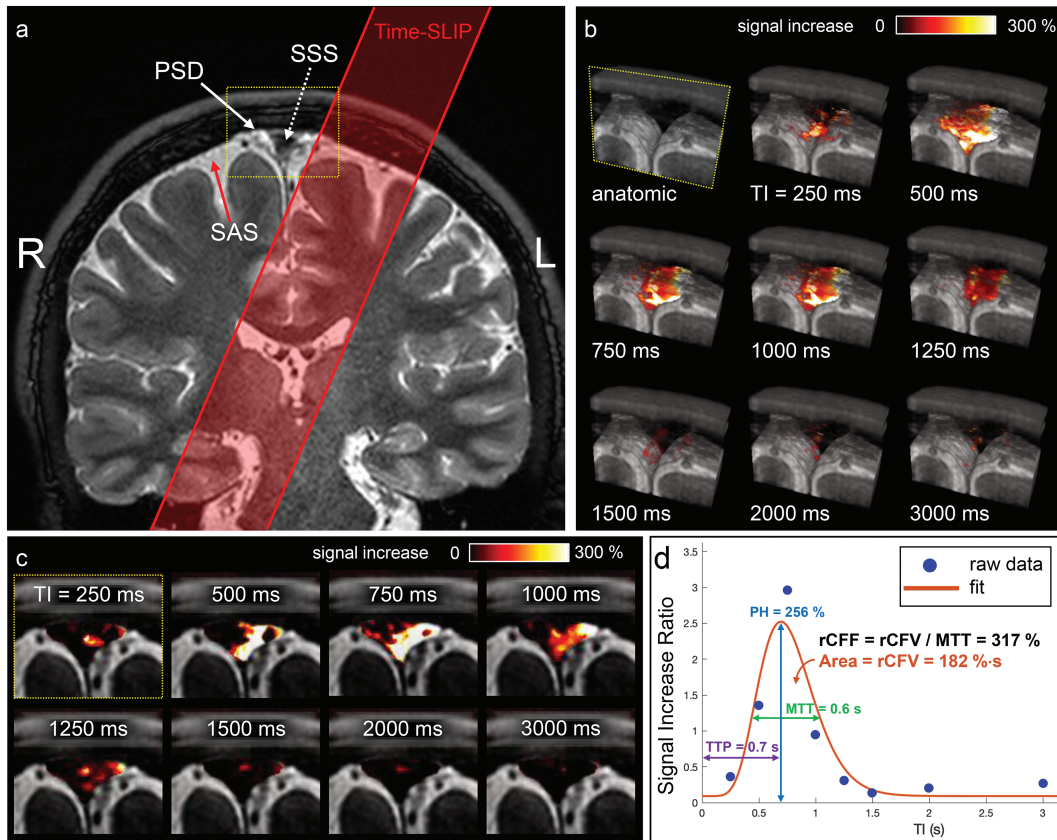 a
Time-SLIP
SSS
PSD
SAS
R
L
b
signal increase 0 300 %
anatomic
TI = 250 ms
500 ms
750 ms
1000 ms
1250 ms
1500 ms
2000 ms
3000 ms
c
signal increase 0 300 %
TI = 250 ms
500 ms
750 ms
1000 ms
1250 ms
1500 ms
2000 ms
3000 ms
d
raw data
fit
PH = 256 %
rCFF = rCFV / MTT = 317 %
Area = rCFV = 182 %·s
MTT = 0.6 s
TTP = 0.7 s
Signal Increase Ratio
3.5
3
2.5
2
1.5
1
0.5
0
0 0.5 1 1.5 2 2.5 3
TI (s)